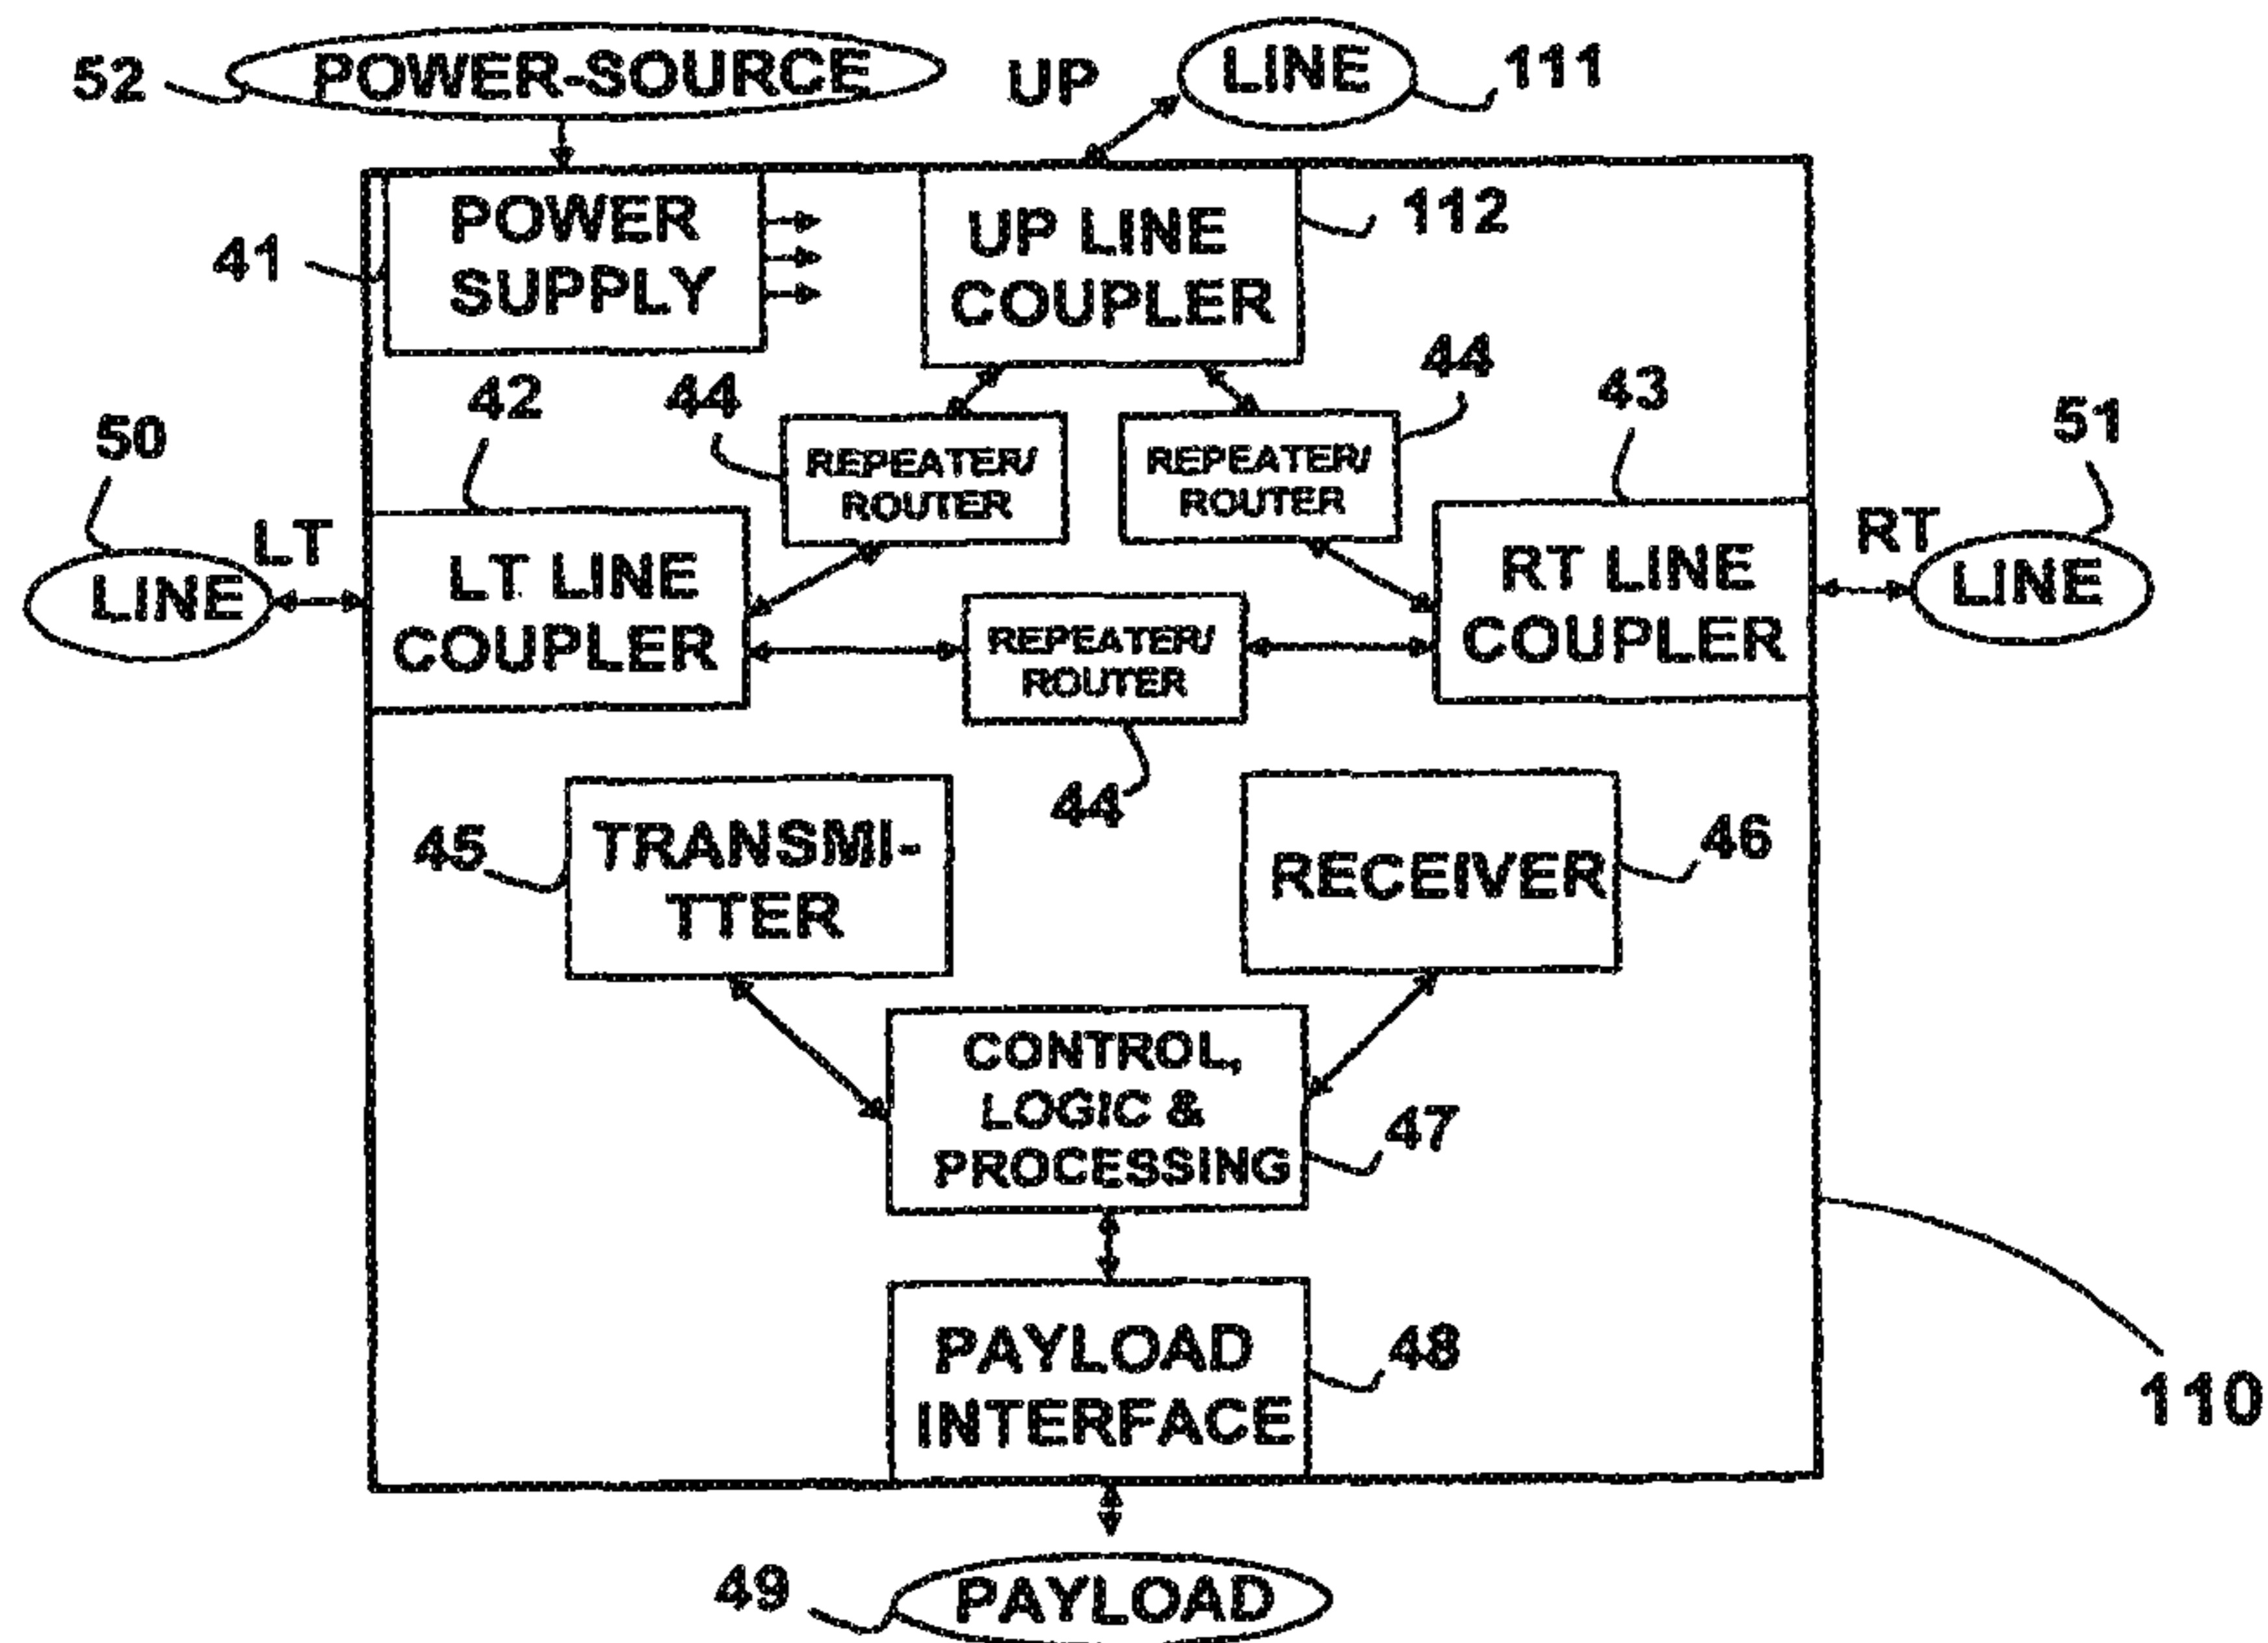 52 POWER-SOURCE UP LINE 111
POWER
SUPPLY
41
UP LINE
COUPLER
112
42 44 44 43
50 51
REPEATER/
ROUTER
REPEATER/
ROUTER
LT
LINE
LT LINE
COUPLER
RT LINE
COUPLER
RT
LINE
REPEATER/
ROUTER
44
45
TRANSMI-
TTER
RECEIVER
46
CONTROL,
LOGIC &
PROCESSING
47
PAYLOAD
INTERFACE
48
110
49 PAYLOAD